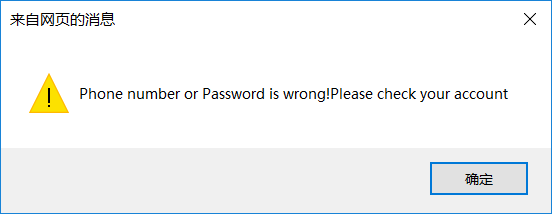 来自网页的消息
Phone number or Password is wrong!Please check your account
确定